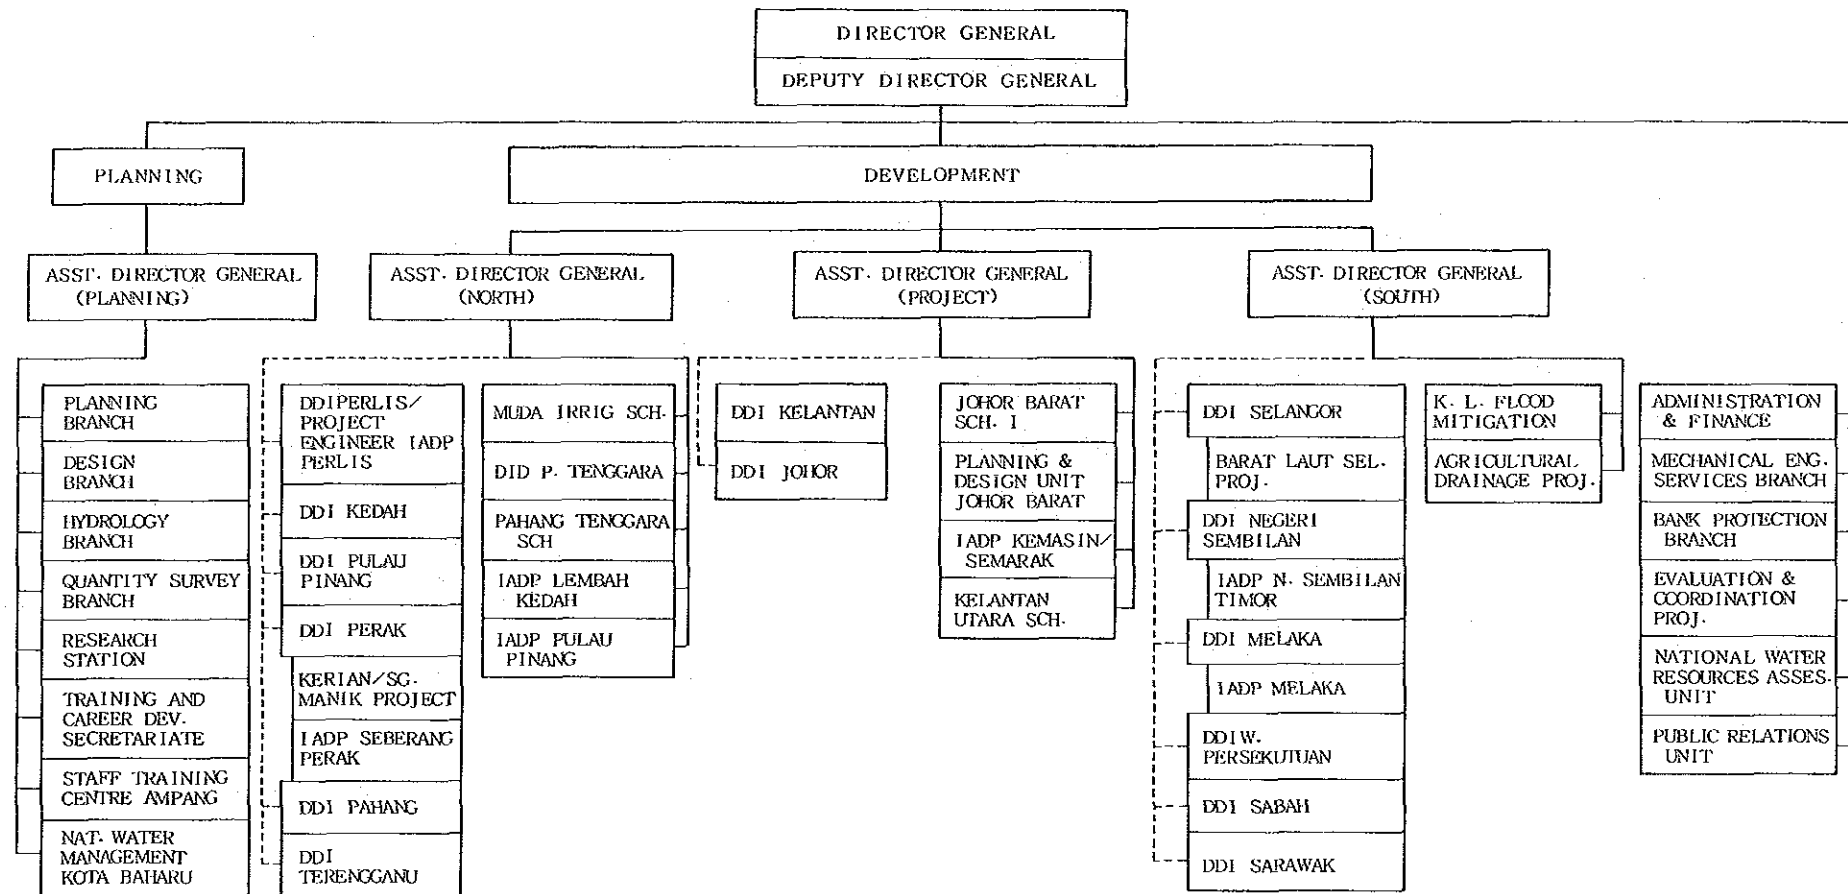 DIRECTOR GENERAL
DEPUTY DIRECTOR GENERAL
PLANNING
DEVELOPMENT
ASST. DIRECTOR GENERAL
(PLANNING)
ASST. DIRECTOR GENERAL
(NORTH)
ASST. DIRECTOR GENERAL
(PROJECT)
ASST. DIRECTOR GENERAL
(SOUTH)
PLANNING
BRANCH
DESIGN
BRANCH
HYDROLOGY
BRANCH
QUANTITY SURVEY
BRANCH
RESEARCH
STATION
TRAINING AND
CAREER DEV.
SECRETARIATE
STAFF TRAINING
CENTRE AMPANG
NAT. WATER
MANAGEMENT
KOTA BAHARU
DDI PERLIS/
PROJECT
ENGINEER IADP
PERLIS
DDI KEDAH
DDI PULAU
PINANG
DDI PERAK
KERIAN/SG.
MANIK PROJECT
IADP SEBERANG
PERAK
DDI PAHANG
DDI
TERENGGANU
MUDA IRRIG SCH.
DID P. TENGGARA
PAHANG TENGGARA
SCH
IADP LEMBAH
KEDAH
IADP PULAU
PINANG
DDI KELANTAN
DDI JOHOR
JOHOR BARAT
SCH. I
PLANNING &
DESIGN UNIT
JOHOR BARAT
IADP KEMASIN/
SEMARAK
KELANTAN
UTARA SCH.
DDI SELANGOR
BARAT LAUT SEL.
PROJ.
DDI NEGERI
SEMBILAN
IADP N. SEMBILAN
TIMOR
DDI MELAKA
IADP MELAKA
DDI W.
PERSEKUTUAN
DDI SABAH
DDI SARAWAK
K. L. FLOOD
MITIGATION
AGRICULTURAL
DRAINAGE PROJ.
ADMINISTRATION
& FINANCE
MECHANICAL ENG.
SERVICES BRANCH
BANK PROTECTION
BRANCH
EVALUATION &
COORDINATION
PROJ.
NATIONAL WATER
RESOURCES ASSES.
UNIT
PUBLIC RELATIONS
UNIT